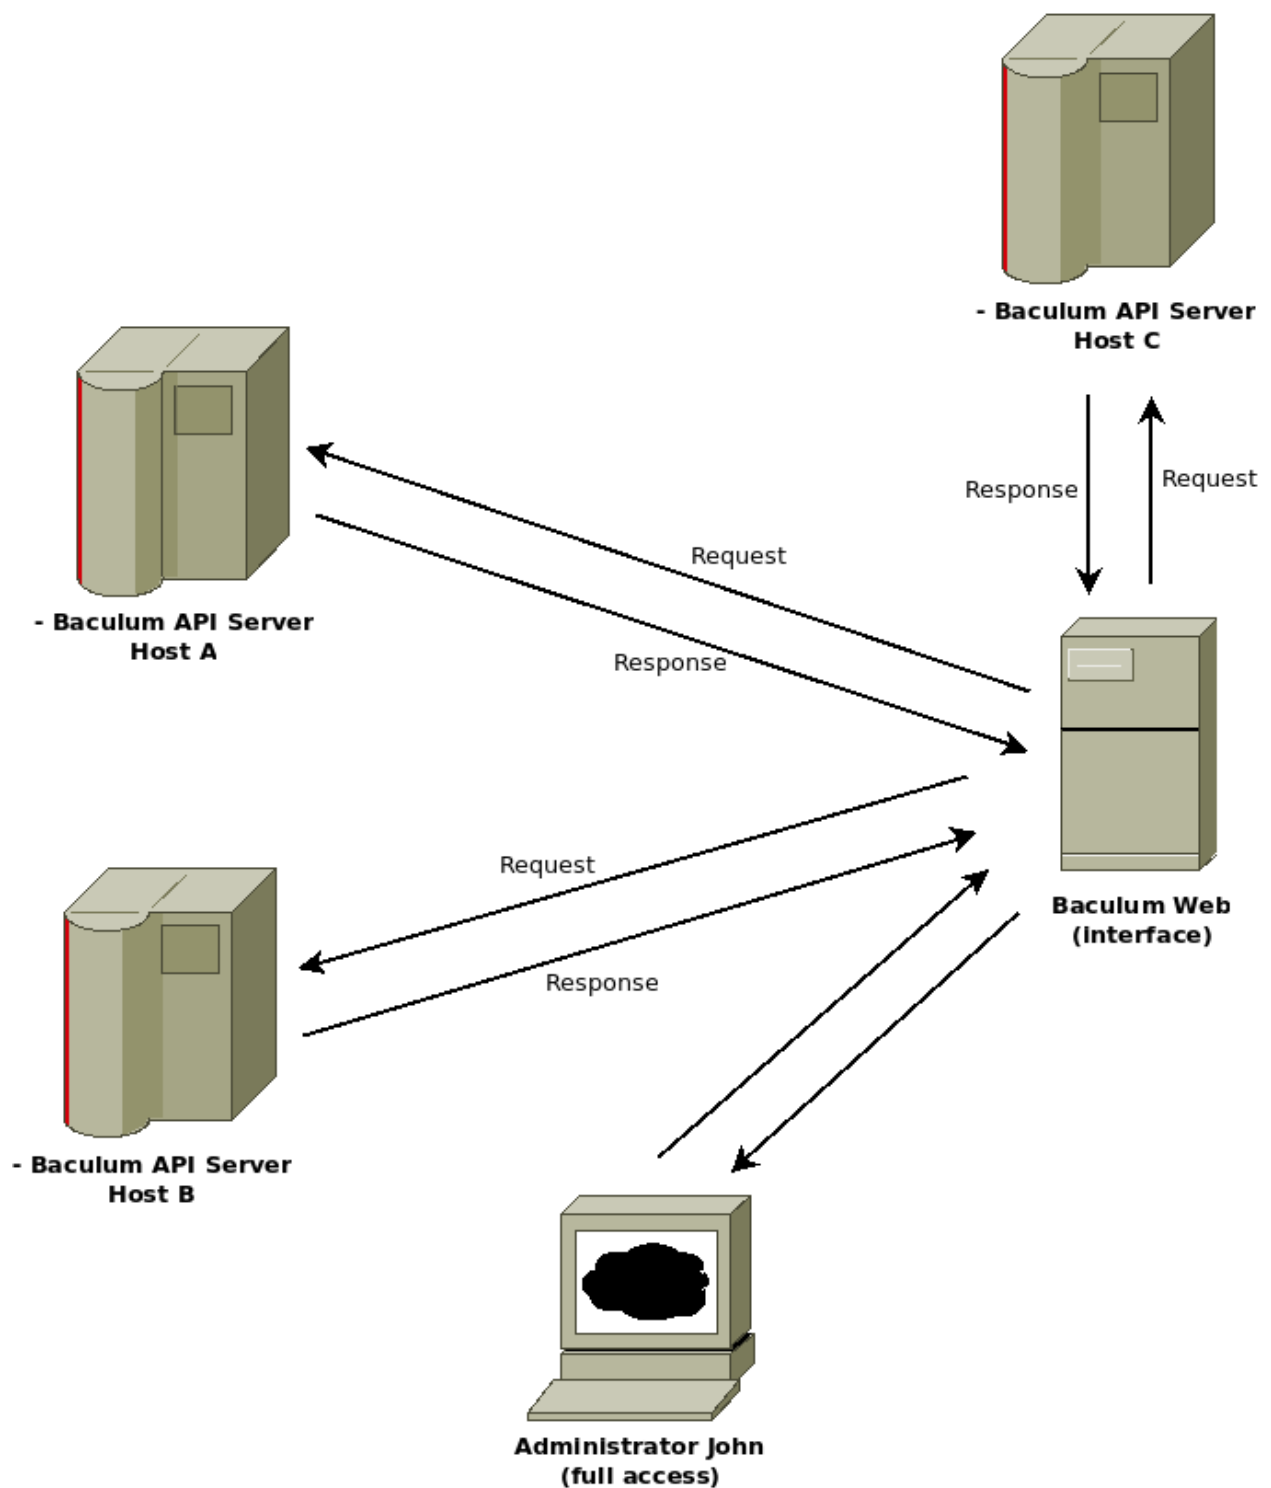 - Baculum API Server
Host C
Response
Request
- Baculum API Server
Host A
Request
Response
Baculum Web
(interface)
Request
Response
- Baculum API Server
Host B
Administrator John
(full access)